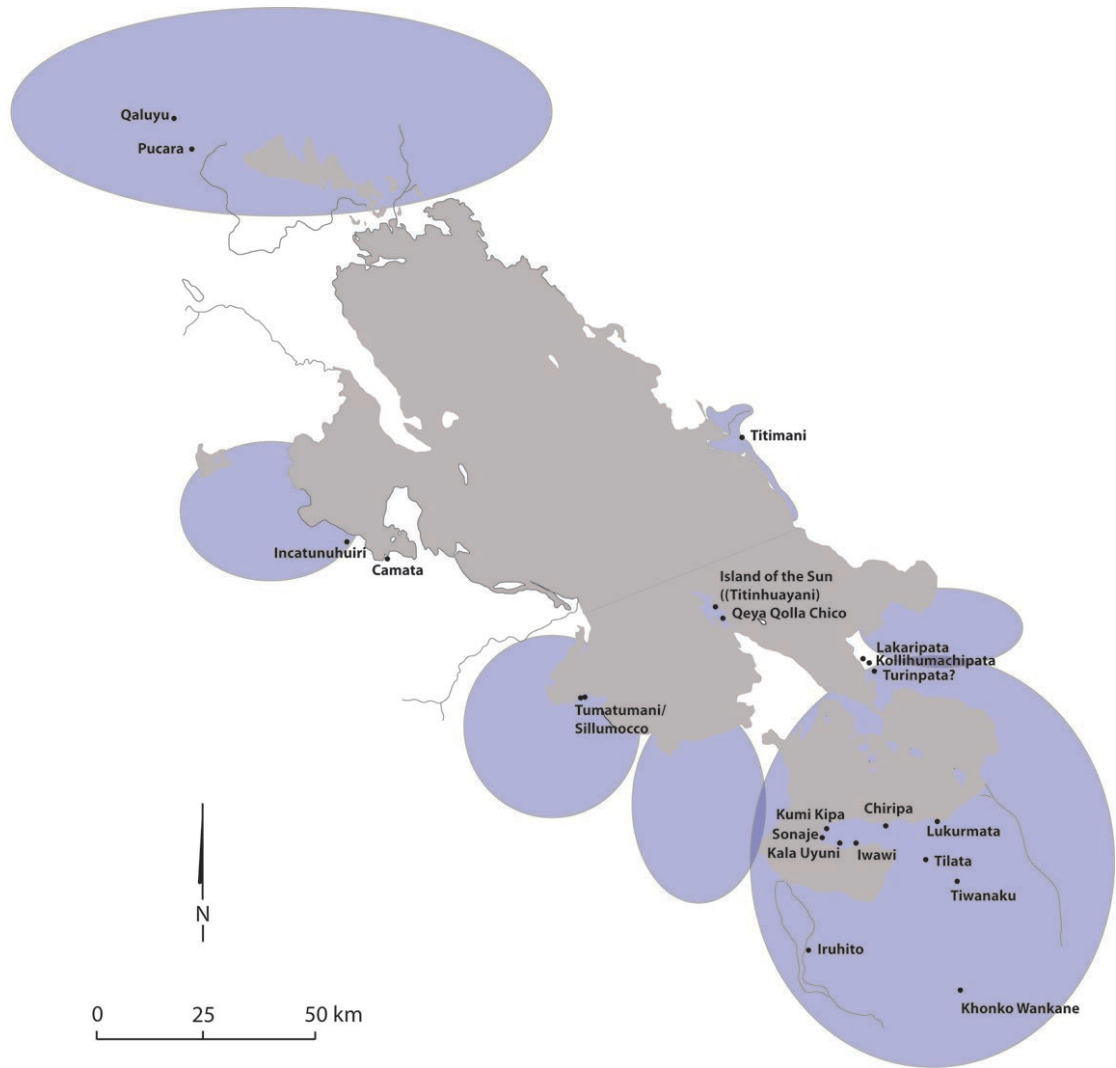 Qaluyu
Pucara
Titimani
Incatunuhuiri
Camata
Island of the Sun
((Titinhuayani)
Qeya Qolla Chico
Lakaripata
Kollihumachipata
Turinpata?
Tumatumani/
Sillumocco
Kumi Kipa
Chiripa
Sonaje
Lukurmata
Kala Uyuni
Iwawi
Tilata
Tiwanaku
N
Iruhito
Khonko Wankane
0 25 50 km